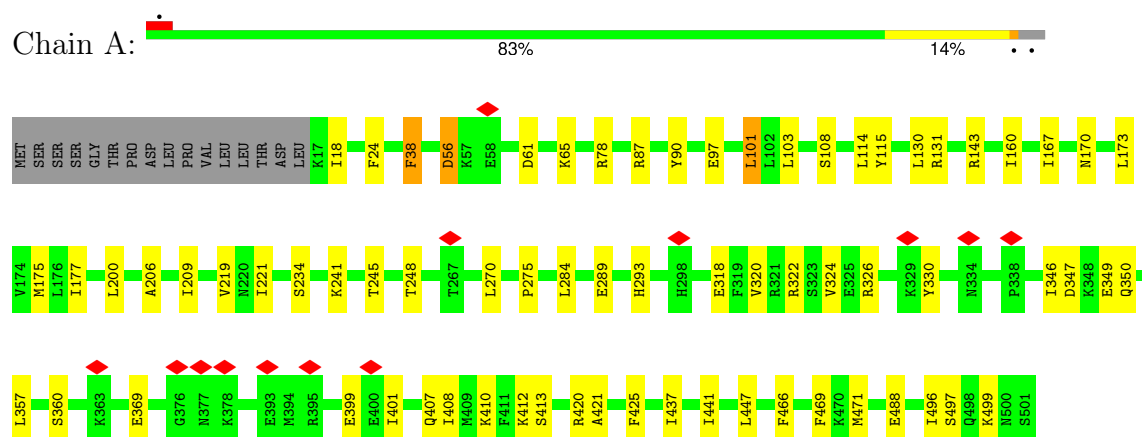 Chain A:
83% 14%
MET SER SER SER GLY THR PRO ASP LEU PRO VAL LEU LEU THR ASP LEU K17 I18 F24 F38 D56 K57 E58 D61 K65 R78 R87 Y90 E97 L101 L102 L103 S108 L114 Y115 L130 R131 R143 I160 I167 N170 L173
V174 M175 L176 I177 L200 A206 I209 V219 N220 I221 S234 K241 T245 T248 T267 L270 P275 L284 E289 H293 H298 E318 F319 V320 R321 R322 S323 V324 E325 R326 K329 Y330 N334 P338 I346 D347 K348 E349 Q350
L357 S360 K363 E369 G376 N377 K378 E393 M394 R395 E399 E400 I401 Q407 I408 M409 K410 F411 K412 S413 R420 A421 F425 I437 I441 L447 F466 F469 K470 M471 E488 I496 S497 Q498 K499 N500 S501